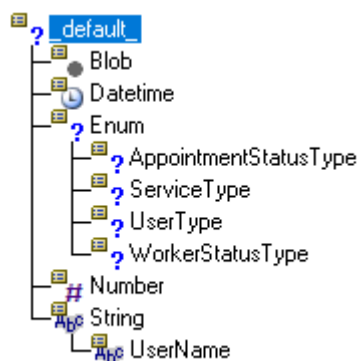 _default_
Blob
Datetime
Enum
AppointmentStatusType
ServiceType
UserType
WorkerStatusType
Number
String
UserName